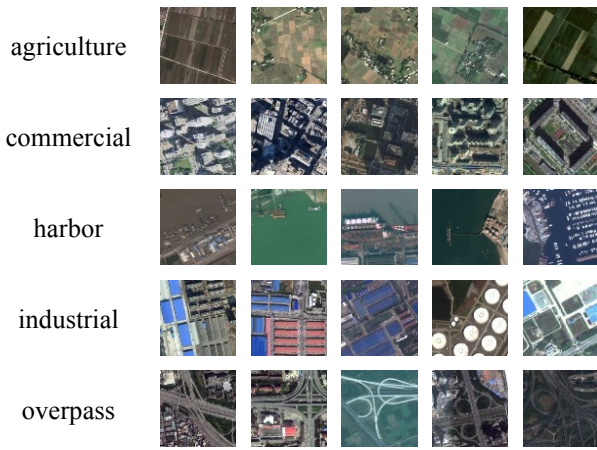 agriculture
commercial
harbor
industrial
overpass